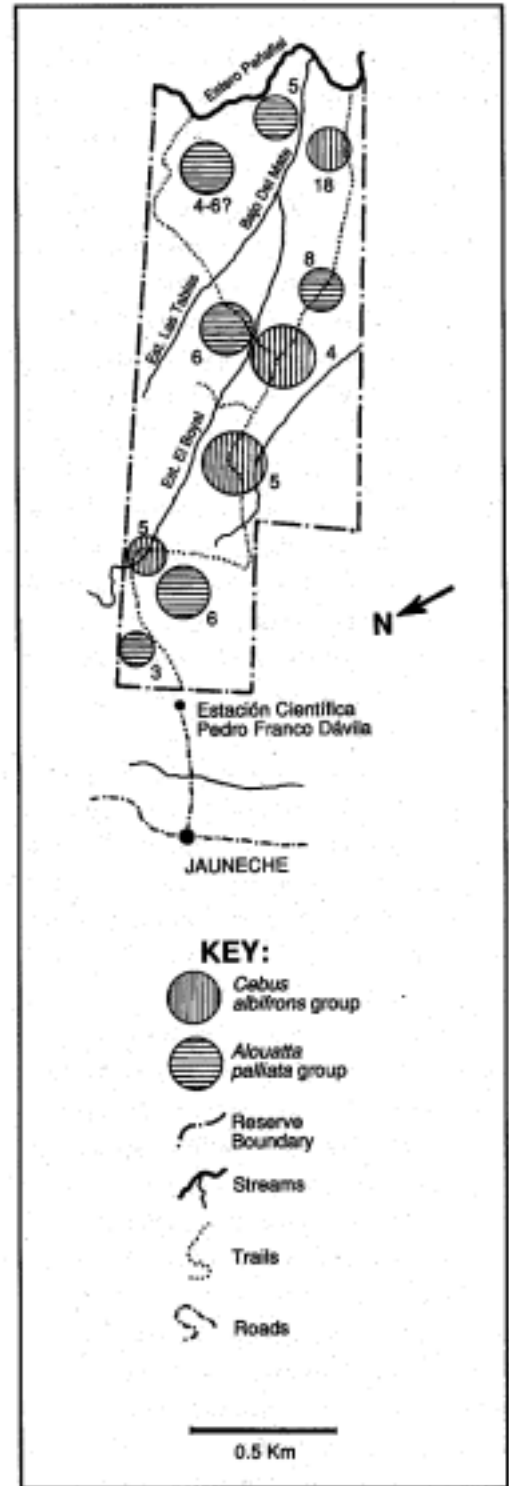 Estero Peñafiel
5
18
4-6?
Bajo Del Mate
8
Est. Las Tablas
6
4
Est. El Boyal
5
5
6
3
N
Estación Científica
Pedro Franco Dávila
JAUNECHE
KEY:
Cebus
albifrons group
Alouatta
palliata group
Reserve
Boundary
Streams
Trails
Roads
0.5 Km